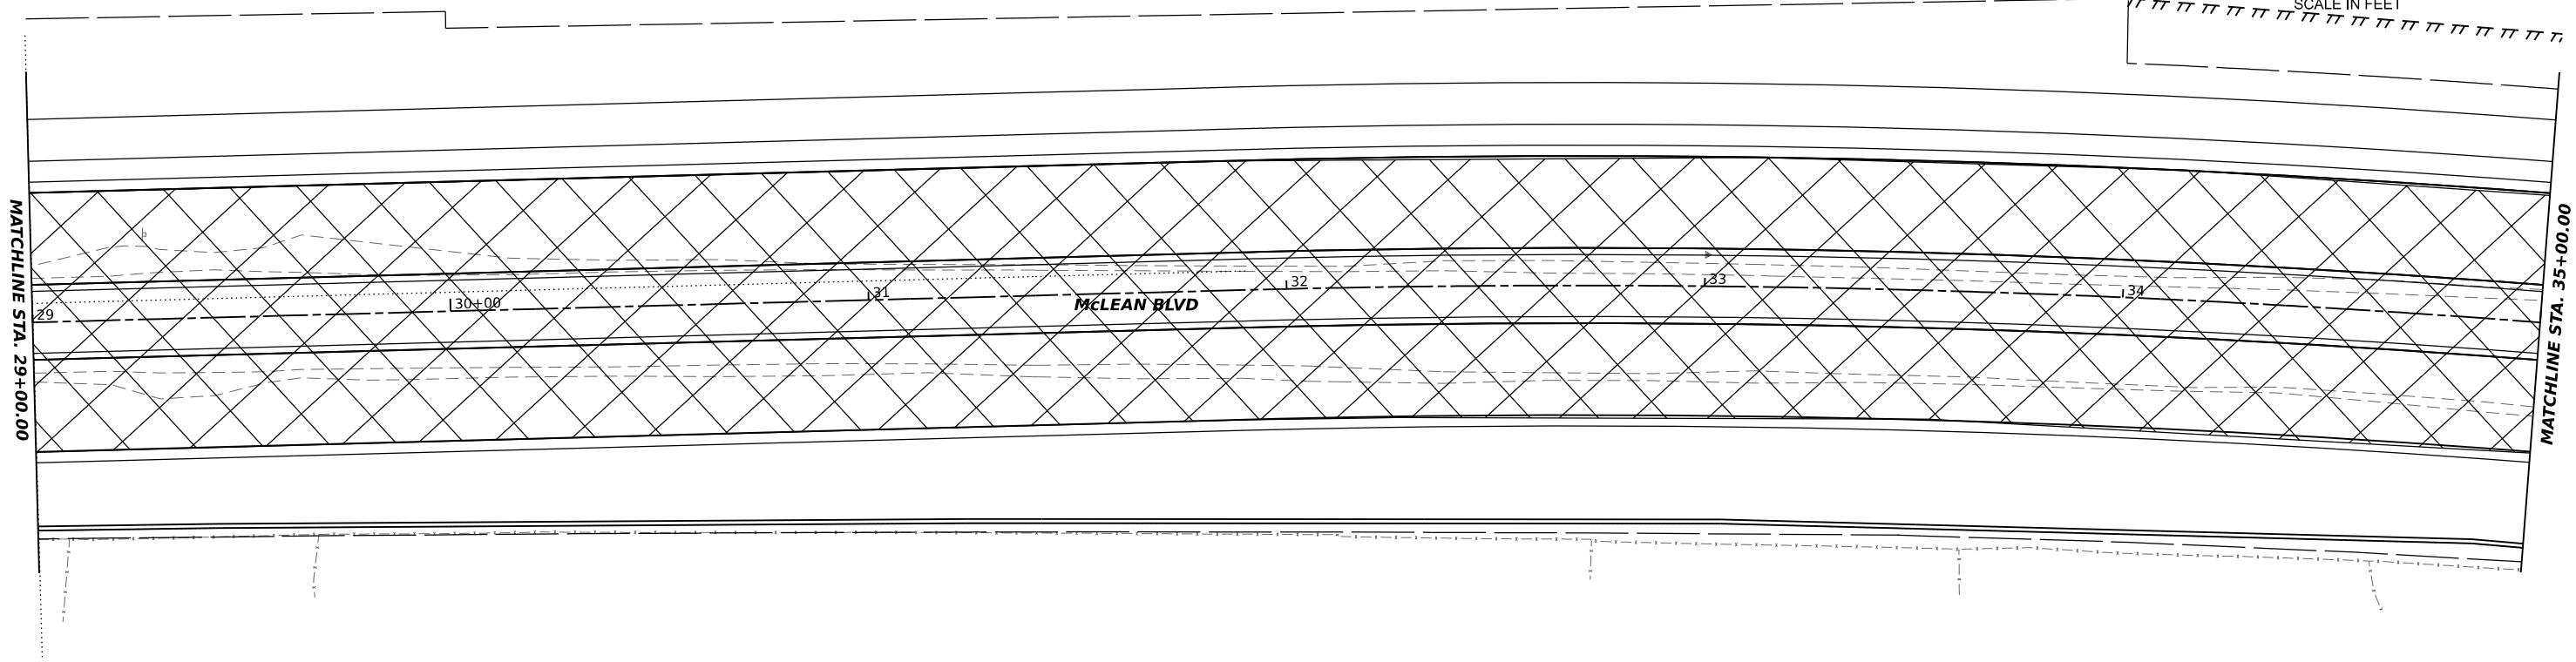 SCALE IN FEET
MATCHLINE STA. 29+00.00
29
30+00
31
McLEAN BLVD
32
33
34
MATCHLINE STA. 35+00.00